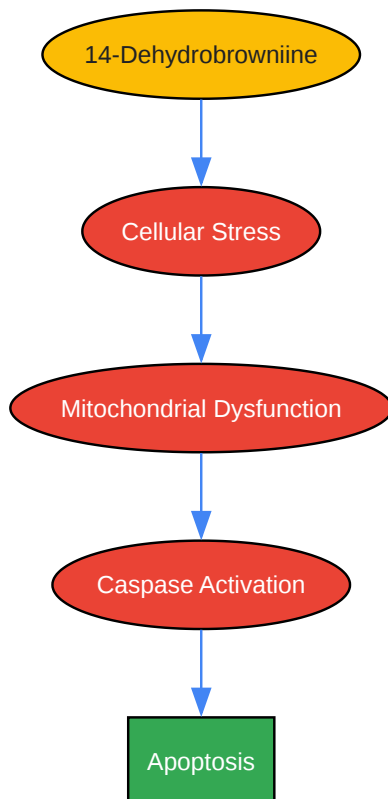 14-Dehydrobrowniine
Cellular Stress
Mitochondrial Dysfunction
Caspase Activation
Apoptosis